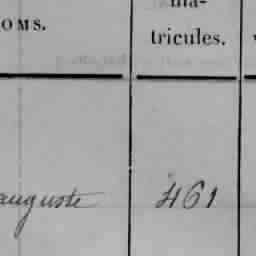 OMS.
ma-
tricules.
auguste 461